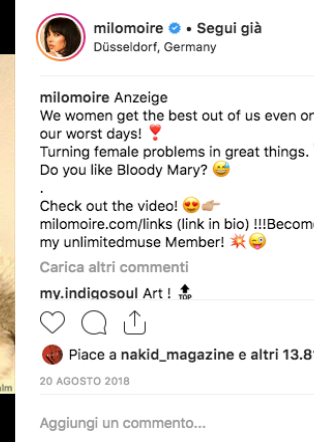 milomoire • Segui già
Düsseldorf, Germany
milomoire Anzeige
We women get the best out of us even on
our worst days! ❣️
Turning female problems in great things.
Do you like Bloody Mary? 😅
.
Check out the video! 😍👉🏼
milomoire.com/links (link in bio) !!!Becom
my unlimitedmuse Member! 💥😜
Carica altri commenti
my.indigosoul Art ! 🔝
Piace a nakid_magazine e altri 13.8
20 AGOSTO 2018
Aggiungi un commento...